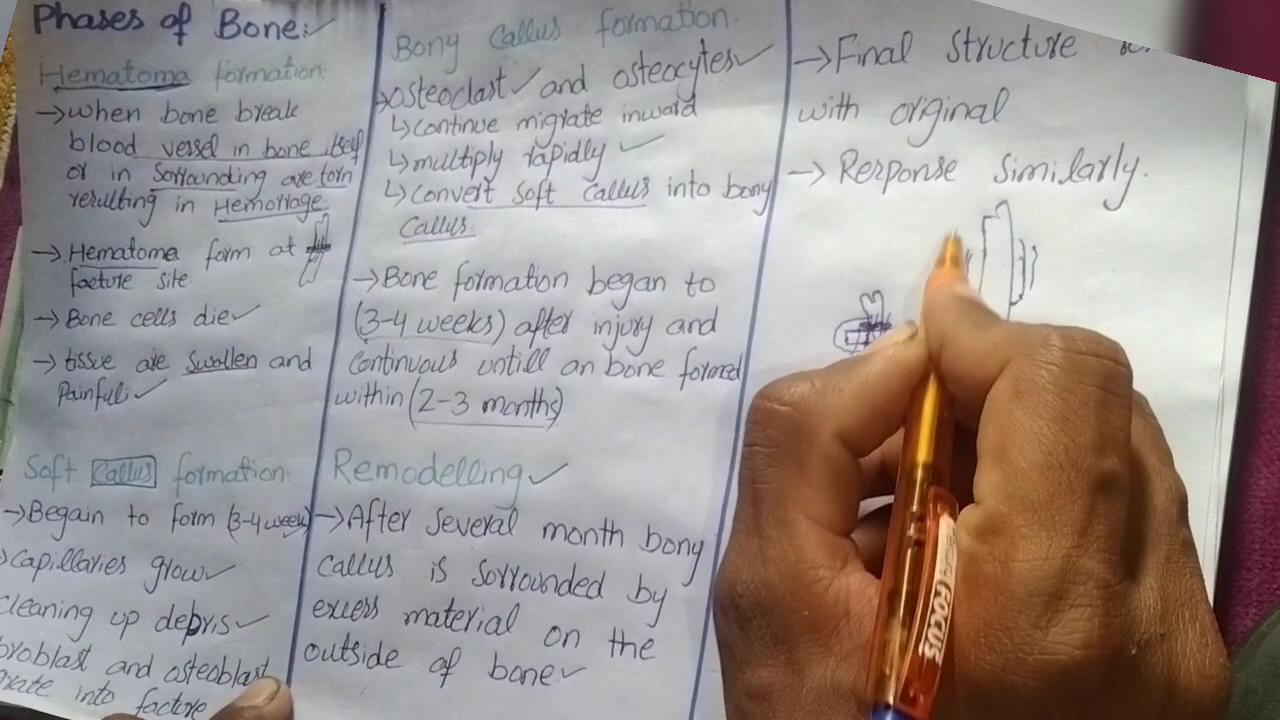 Phases of Bone:
Hematoma formation:
→when bone break
blood vessel in bone itself
or in Sorrounding are torn
resulting in Hemorrage.
→Hematoma form at
facture site.
→Bone cells die
→tissue are Swollen and
Painful:
Soft Callus formation:
→Begain to form (3-4 week)
→Capillaries grow
cleaning up debris
broblast and osteoblast
into factore
Bony Callus formation.
→osteoclast and osteocytes
↳continue migrate inward
↳multiply rapidly
↳convert Soft Callus into bony
Callus.
→Bone formation began to
(3-4 weeks) after injury and
Continuous untill an bone formed
within (2-3 months)
Remodelling
→After Several month bony
Callus is Sorrounded by
excess material on the
outside of bone
→Final Structure
with original
→Response Similarly.
FOCUS